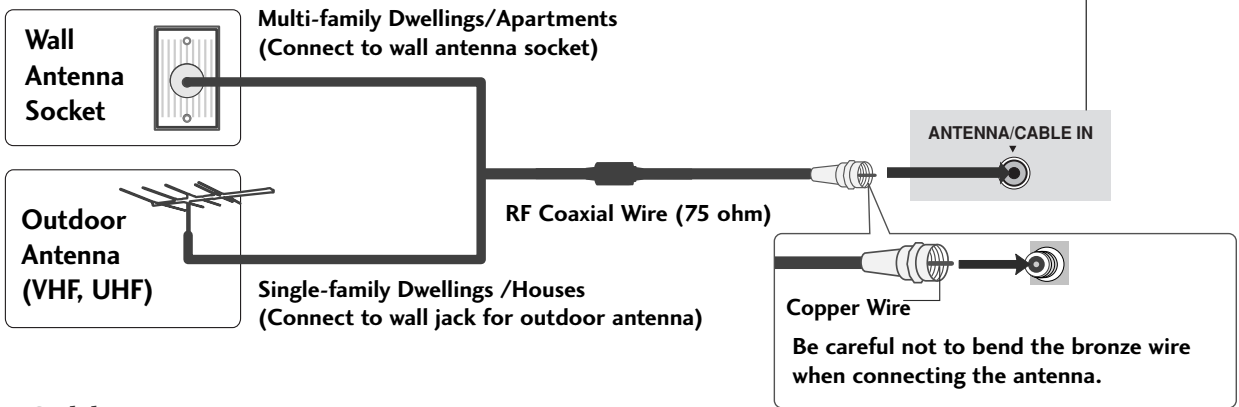 Multi-family Dwellings/Apartments
(Connect to wall antenna socket)
Wall
Antenna
Socket
ANTENNA/CABLE IN
RF Coaxial Wire (75 ohm)
Outdoor
Antenna
(VHF, UHF)
Single-family Dwellings /Houses
(Connect to wall jack for outdoor antenna)
Copper Wire
Be careful not to bend the bronze wire
when connecting the antenna.